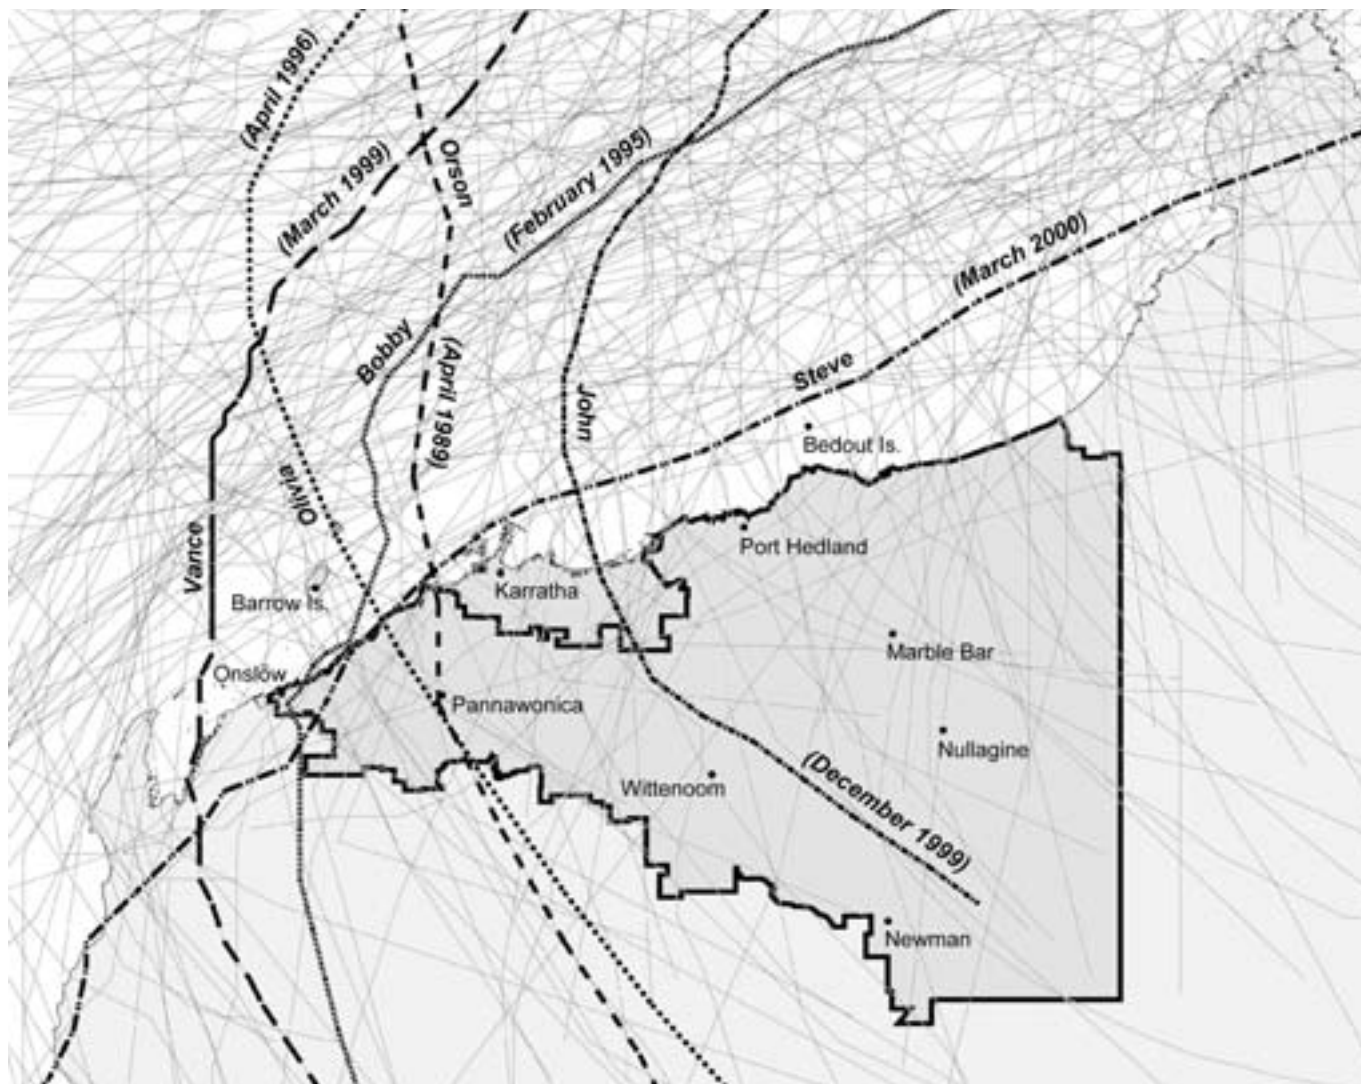 (April 1996)
(March 1999)
Orson
(February 1995)
(March 2000)
Bobby
(April 1989)
John
Steve
Bedout Is.
Olivia
Vance
Port Hedland
Karratha
Barrow Is.
Marble Bar
Onslow
Pannawonica
Nullagine
Wittenoom
(December 1999)
Newman